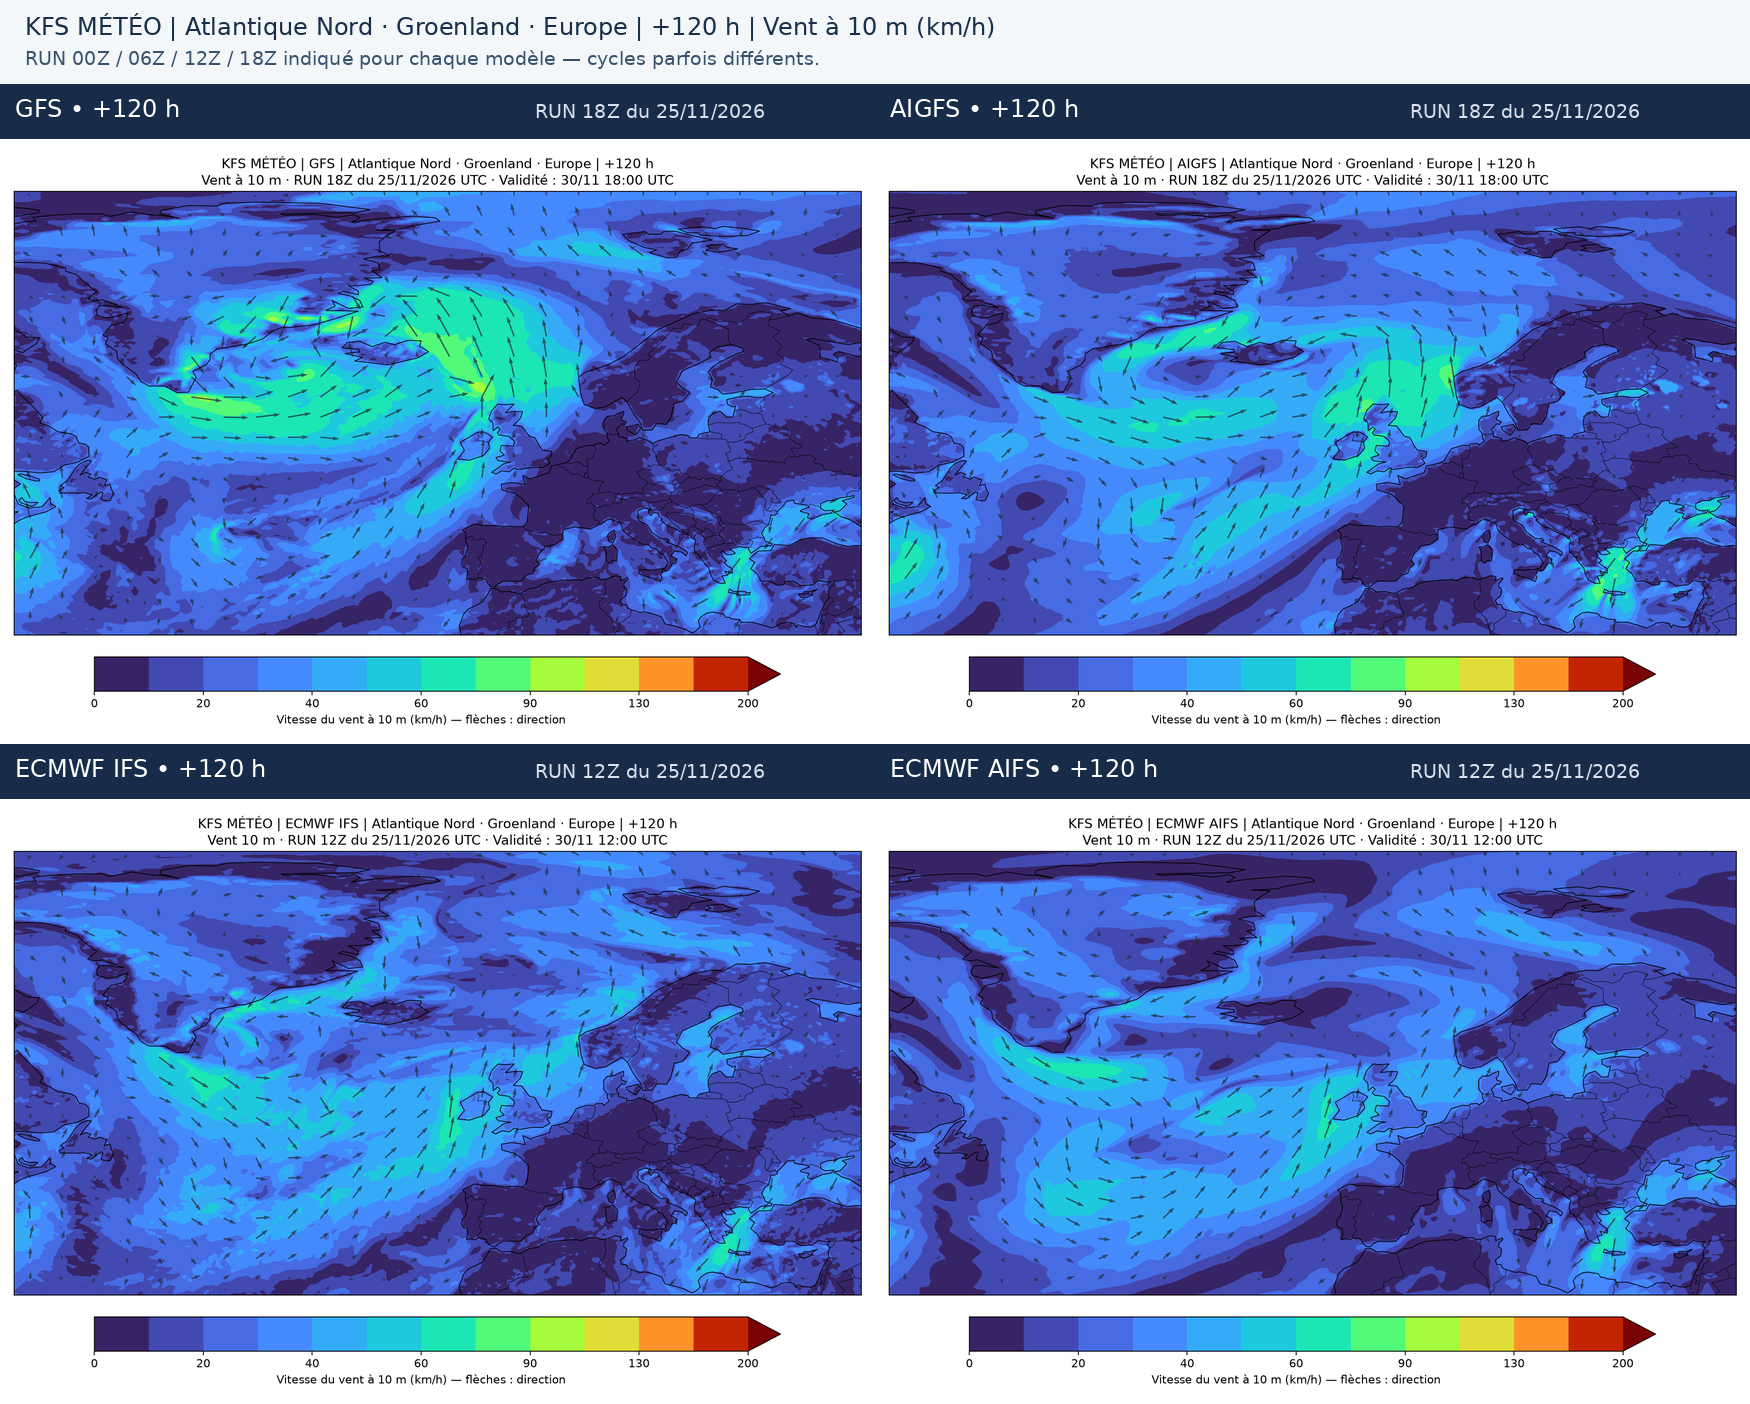 KFS MÉTÉO | Atlantique Nord · Groenland · Europe | +120 h | Vent à 10 m (km/h)
RUN 00Z / 06Z / 12Z / 18Z indiqué pour chaque modèle — cycles parfois différents.
GFS • +120 h
RUN 18Z du 25/11/2026
KFS MÉTÉO | GFS | Atlantique Nord · Groenland · Europe | +120 h
Vent à 10 m · RUN 18Z du 25/11/2026 UTC · Validité : 30/11 18:00 UTC
0 20 40 60 90 130 200
Vitesse du vent à 10 m (km/h) — flèches : direction
AIGFS • +120 h
RUN 18Z du 25/11/2026
KFS MÉTÉO | AIGFS | Atlantique Nord · Groenland · Europe | +120 h
Vent à 10 m · RUN 18Z du 25/11/2026 UTC · Validité : 30/11 18:00 UTC
0 20 40 60 90 130 200
Vitesse du vent à 10 m (km/h) — flèches : direction
ECMWF IFS • +120 h
RUN 12Z du 25/11/2026
KFS MÉTÉO | ECMWF IFS | Atlantique Nord · Groenland · Europe | +120 h
Vent 10 m · RUN 12Z du 25/11/2026 UTC · Validité : 30/11 12:00 UTC
0 20 40 60 90 130 200
Vitesse du vent à 10 m (km/h) — flèches : direction
ECMWF AIFS • +120 h
RUN 12Z du 25/11/2026
KFS MÉTÉO | ECMWF AIFS | Atlantique Nord · Groenland · Europe | +120 h
Vent 10 m · RUN 12Z du 25/11/2026 UTC · Validité : 30/11 12:00 UTC
0 20 40 60 90 130 200
Vitesse du vent à 10 m (km/h) — flèches : direction